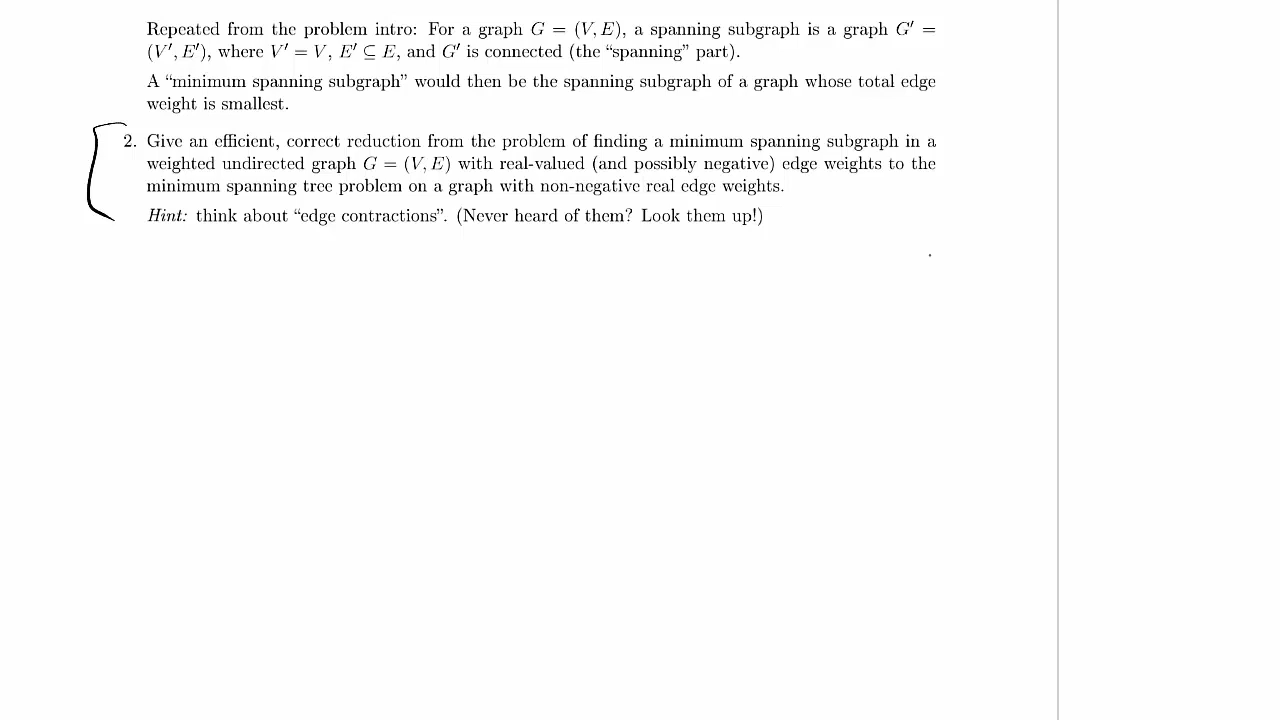 Repeated from the problem intro: For a graph G = (V, E), a spanning subgraph is a graph G′ =
(V′, E′), where V′ = V, E′ ⊆ E, and G′ is connected (the “spanning” part).
A “minimum spanning subgraph” would then be the spanning subgraph of a graph whose total edge
weight is smallest.
2. Give an efficient, correct reduction from the problem of finding a minimum spanning subgraph in a
weighted undirected graph G = (V, E) with real-valued (and possibly negative) edge weights to the
minimum spanning tree problem on a graph with non-negative real edge weights.
Hint: think about “edge contractions”. (Never heard of them? Look them up!)